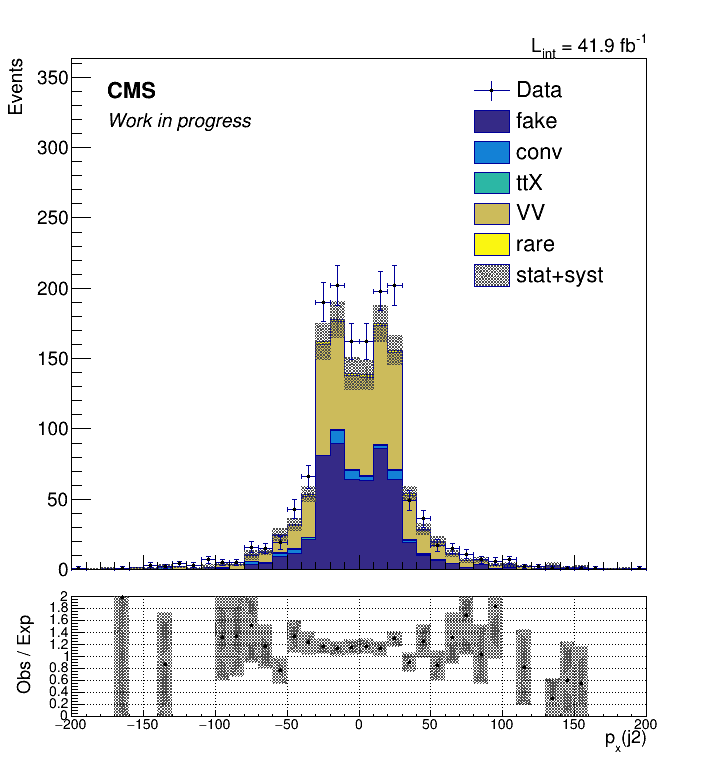 L_int = 41.9 fb^-1
Events
CMS
Work in progress
Data
fake
conv
ttX
VV
rare
stat+syst
350
300
250
200
150
100
50
0
Obs / Exp
2
1.8
1.6
1.4
1.2
1
0.8
0.6
0.4
0.2
0
−200 −150 −100 −50 0 50 100 150 200
p_x(j2)